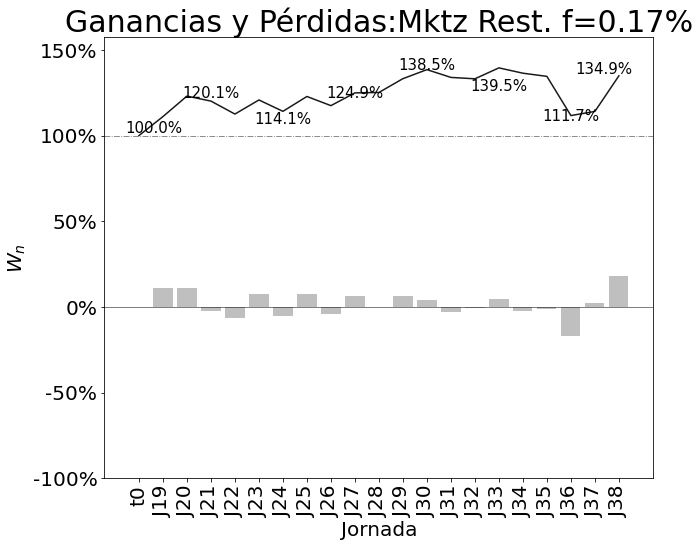 Ganancias y Pérdidas:Mktz Rest. f=0.17%
150%
100%
50%
0%
-50%
-100%
W_n
100.0%
120.1%
114.1%
124.9%
138.5%
139.5%
111.7%
134.9%
t0
J19
J20
J21
J22
J23
J24
J25
J26
J27
J28
J29
J30
J31
J32
J33
J34
J35
J36
J37
J38
Jornada